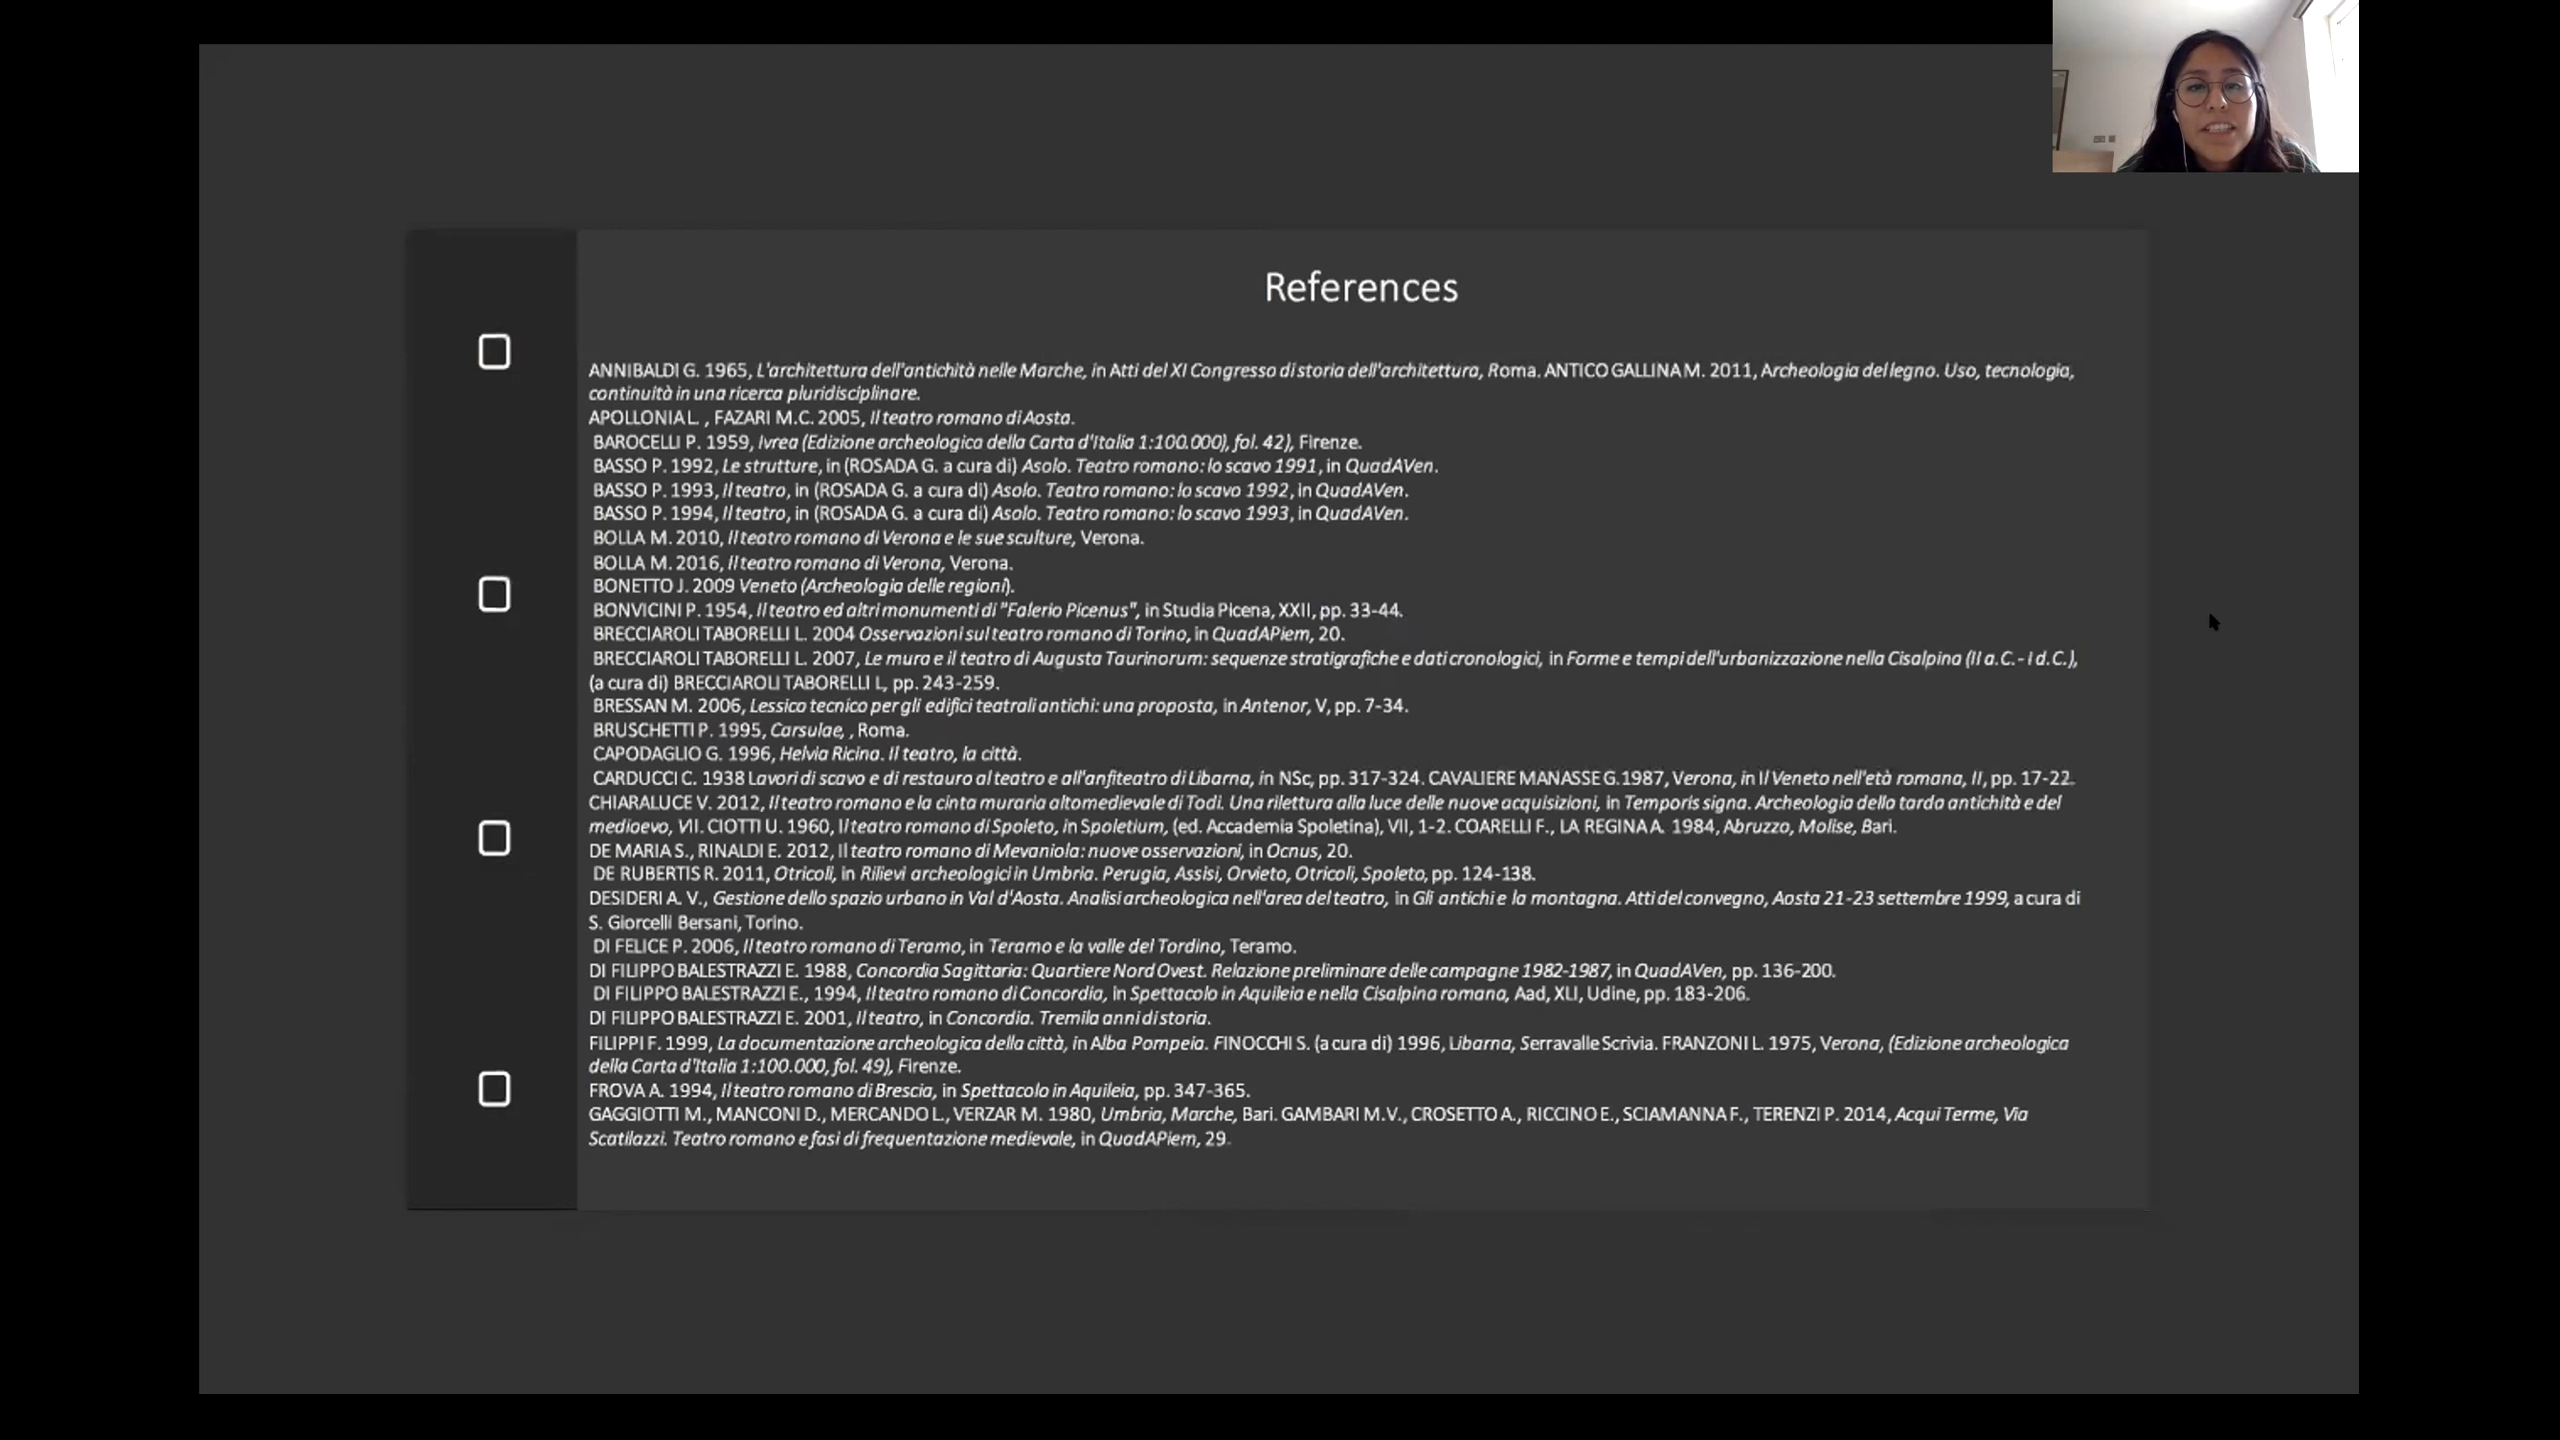 References
ANNIBALDI G. 1965, L'architettura dell'antichità nelle Marche, in Atti del XI Congresso di storia dell'architettura, Roma. ANTICO GALLINA M. 2011, Archeologia del legno. Uso, tecnologia,
continuità in una ricerca pluridisciplinare.
APOLLONIA L. , FAZARI M.C. 2005, Il teatro romano di Aosta.
BAROCELLI P. 1959, Ivrea (Edizione archeologica della Carta d'Italia 1:100.000), fol. 42), Firenze.
BASSO P. 1992, Le strutture, in (ROSADA G. a cura di) Asolo. Teatro romano: lo scavo 1991, in QuadAVen.
BASSO P. 1993, Il teatro, in (ROSADA G. a cura di) Asolo. Teatro romano: lo scavo 1992, in QuadAVen.
BASSO P. 1994, Il teatro, in (ROSADA G. a cura di) Asolo. Teatro romano: lo scavo 1993, in QuadAVen.
BOLLA M. 2010, Il teatro romano di Verona e le sue sculture, Verona.
BOLLA M. 2016, Il teatro romano di Verona, Verona.
BONETTO J. 2009 Veneto (Archeologia delle regioni).
BONVICINI P. 1954, Il teatro ed altri monumenti di "Falerio Picenus", in Studia Picena, XXII, pp. 33-44.
BRECCIAROLI TABORELLI L. 2004 Osservazioni sul teatro romano di Torino, in QuadAPiem, 20.
BRECCIAROLI TABORELLI L. 2007, Le mura e il teatro di Augusta Taurinorum: sequenze stratigrafiche e dati cronologici, in Forme e tempi dell'urbanizzazione nella Cisalpina (II a.C.- i d.C.),
(a cura di) BRECCIAROLI TABORELLI L, pp. 243-259.
BRESSAN M. 2006, Lessico tecnico per gli edifici teatrali antichi: una proposta, in Antenor, V, pp. 7-34.
BRUSCHETTI P. 1995, Carsulae, , Roma.
CAPODAGLIO G. 1996, Helvia Ricina. Il teatro, la città.
CARDUCCI C. 1938 Lavori di scavo e di restauro al teatro e all'anfiteatro di Libarna, in NSc, pp. 317-324. CAVALIERE MANASSE G.1987, Verona, in Il Veneto nell'età romana, II, pp. 17-22.
CHIARALUCE V. 2012, Il teatro romano e la cinta muraria altomedievale di Todi. Una rilettura alla luce delle nuove acquisizioni, in Temporis signa. Archeologia della tarda antichità e del
medioevo, VII. CIOTTI U. 1960, Il teatro romano di Spoleto, in Spoletium, (ed. Accademia Spoletina), VII, 1-2. COARELLI F., LA REGINA A. 1984, Abruzzo, Molise, Bari.
DE MARIA S., RINALDI E. 2012, Il teatro romano di Mevaniola: nuove osservazioni, in Ocnus, 20.
DE RUBERTIS R. 2011, Otricoli, in Rilievi archeologici in Umbria. Perugia, Assisi, Orvieto, Otricoli, Spoleto, pp. 124-138.
DESIDERI A. V., Gestione dello spazio urbano in Val d'Aosta. Analisi archeologica nell'area del teatro, in Gli antichi e la montagna. Atti del convegno, Aosta 21-23 settembre 1999, a cura di
S. Giorcelli Bersani, Torino.
DI FELICE P. 2006, Il teatro romano di Teramo, in Teramo e la valle del Tordino, Teramo.
DI FILIPPO BALESTRAZZI E. 1988, Concordia Sagittaria: Quartiere Nord Ovest. Relazione preliminare delle campagne 1982-1987, in QuadAVen, pp. 136-200.
DI FILIPPO BALESTRAZZI E., 1994, Il teatro romano di Concordia, in Spettacolo in Aquileia e nella Cisalpina romana, Aad, XLI, Udine, pp. 183-206.
DI FILIPPO BALESTRAZZI E. 2001, Il teatro, in Concordia. Tremila anni di storia.
FILIPPI F. 1999, La documentazione archeologica della città, in Alba Pompeia. FINOCCHI S. (a cura di) 1996, Libarna, Serravalle Scrivia. FRANZONI L. 1975, Verona, (Edizione archeologica
della Carta d'Italia 1:100.000, fol. 49), Firenze.
FROVA A. 1994, Il teatro romano di Brescia, in Spettacolo in Aquileia, pp. 347-365.
GAGGIOTTI M., MANCONI D., MERCANDO L., VERZAR M. 1980, Umbria, Marche, Bari. GAMBARI M.V., CROSETTO A., RICCINO E., SCIAMANNA F., TERENZI P. 2014, Acqui Terme, Via
Scatilazzi. Teatro romano e fasi di frequentazione medievale, in QuadAPiem, 29.